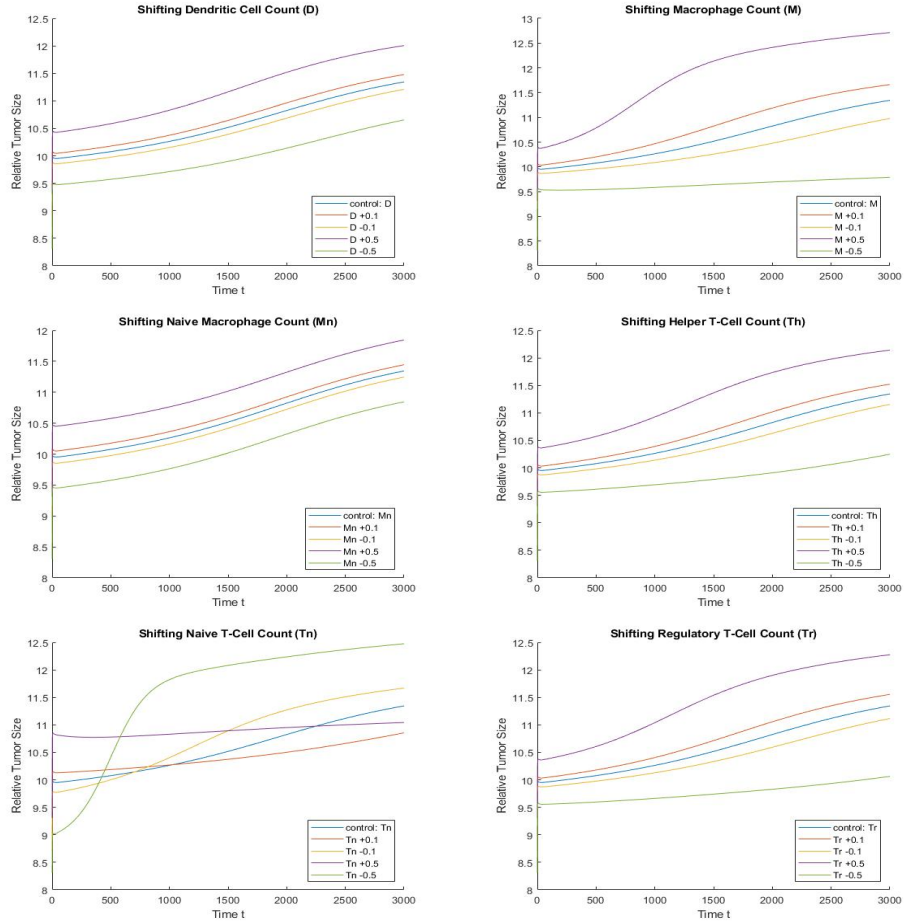 Shifting Dendritic Cell Count (D)
12.5
12
11.5
11
10.5
10
9.5
9
8.5
8
Relative Tumor Size
control: D
D +0.1
D -0.1
D +0.5
D -0.5
0 500 1000 1500 2000 2500 3000
Time t
Shifting Macrophage Count (M)
13
12.5
12
11.5
11
10.5
10
9.5
9
8.5
8
Relative Tumor Size
control: M
M +0.1
M -0.1
M +0.5
M -0.5
0 500 1000 1500 2000 2500 3000
Time t
Shifting Naive Macrophage Count (Mn)
12
11.5
11
10.5
10
9.5
9
8.5
8
Relative Tumor Size
control: Mn
Mn +0.1
Mn -0.1
Mn +0.5
Mn -0.5
0 500 1000 1500 2000 2500 3000
Time t
Shifting Helper T-Cell Count (Th)
12.5
12
11.5
11
10.5
10
9.5
9
8.5
8
Relative Tumor Size
control: Th
Th +0.1
Th -0.1
Th +0.5
Th -0.5
0 500 1000 1500 2000 2500 3000
Time t
Shifting Naive T-Cell Count (Tn)
12.5
12
11.5
11
10.5
10
9.5
9
8.5
8
Relative Tumor Size
control: Tn
Tn +0.1
Tn -0.1
Tn +0.5
Tn -0.5
0 500 1000 1500 2000 2500 3000
Time t
Shifting Regulatory T-Cell Count (Tr)
12.5
12
11.5
11
10.5
10
9.5
9
8.5
8
Relative Tumor Size
control: Tr
Tr +0.1
Tr -0.1
Tr +0.5
Tr -0.5
0 500 1000 1500 2000 2500 3000
Time t